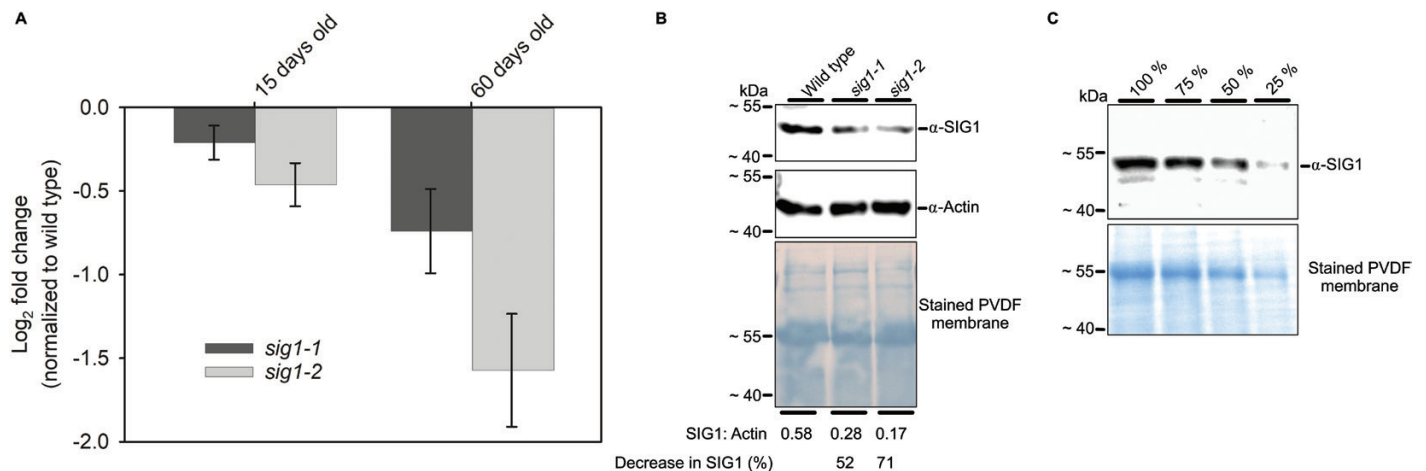 A
15 days old
60 days old
0.0
-0.5
-1.0
-1.5
-2.0
Log2 fold change
(normalized to wild type)
sig1-1
sig1-2
B
Wild type
sig1-1
sig1-2
kDa
~ 55
α-SIG1
~ 40
~ 55
α-Actin
~ 40
Stained PVDF
membrane
~ 55
~ 40
SIG1: Actin 0.58 0.28 0.17
Decrease in SIG1 (%) 52 71
C
100 %
75 %
50 %
25 %
kDa
~ 55
α-SIG1
~ 40
~ 55
Stained PVDF
membrane
~ 40